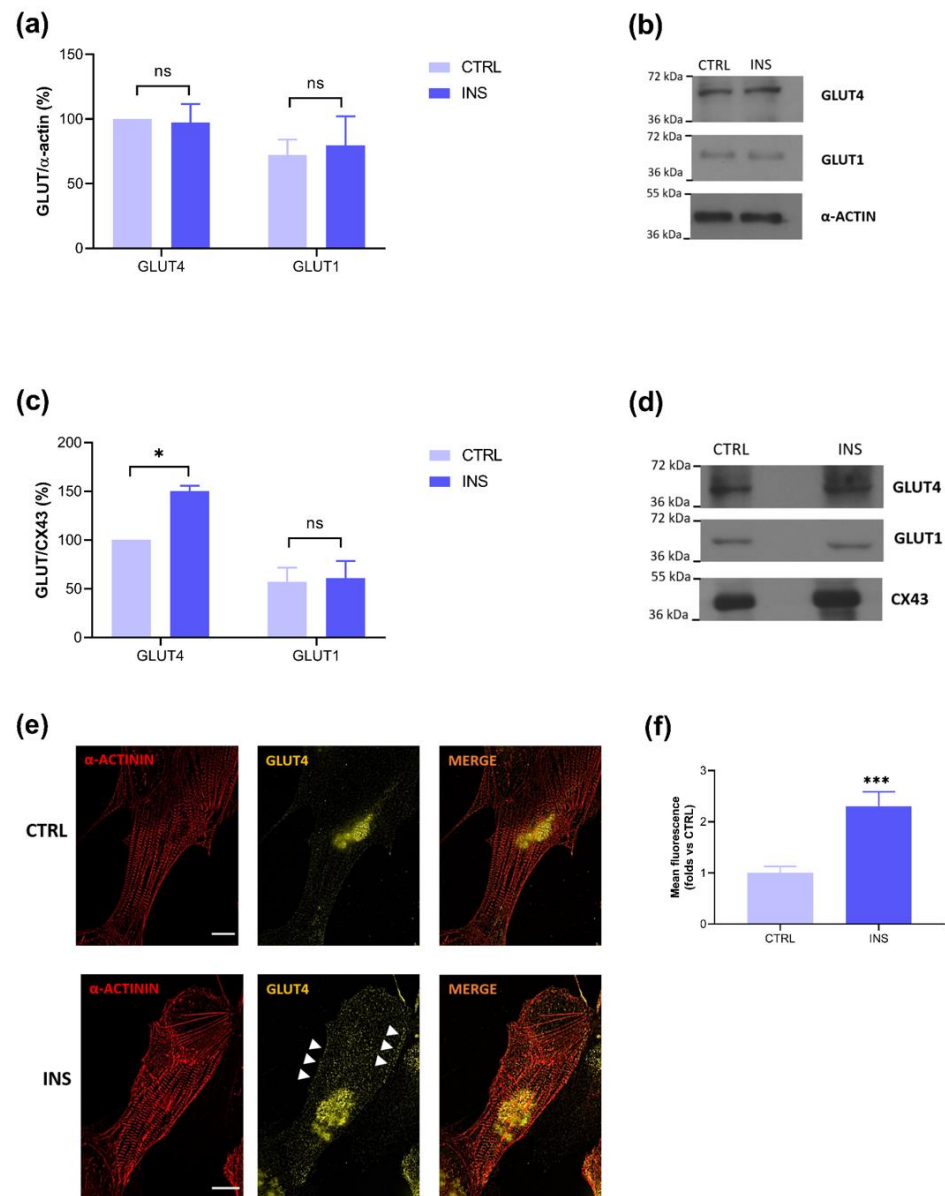 (a)
GLUT/α-actin (%)
150
100
50
0
ns
ns
GLUT4
GLUT1
CTRL
INS
(b)
CTRL INS
72 kDa
36 kDa
GLUT4
72 kDa
36 kDa
GLUT1
55 kDa
36 kDa
α-ACTIN
(c)
GLUT/CX43 (%)
200
150
100
50
0
*
ns
GLUT4
GLUT1
CTRL
INS
(d)
CTRL INS
72 kDa
36 kDa
GLUT4
72 kDa
36 kDa
GLUT1
55 kDa
36 kDa
CX43
(e)
CTRL
α-ACTININ
GLUT4
MERGE
INS
α-ACTININ
GLUT4
MERGE
(f)
Mean fluorescence
(folds vs CTRL)
3
2
1
0
***
CTRL
INS